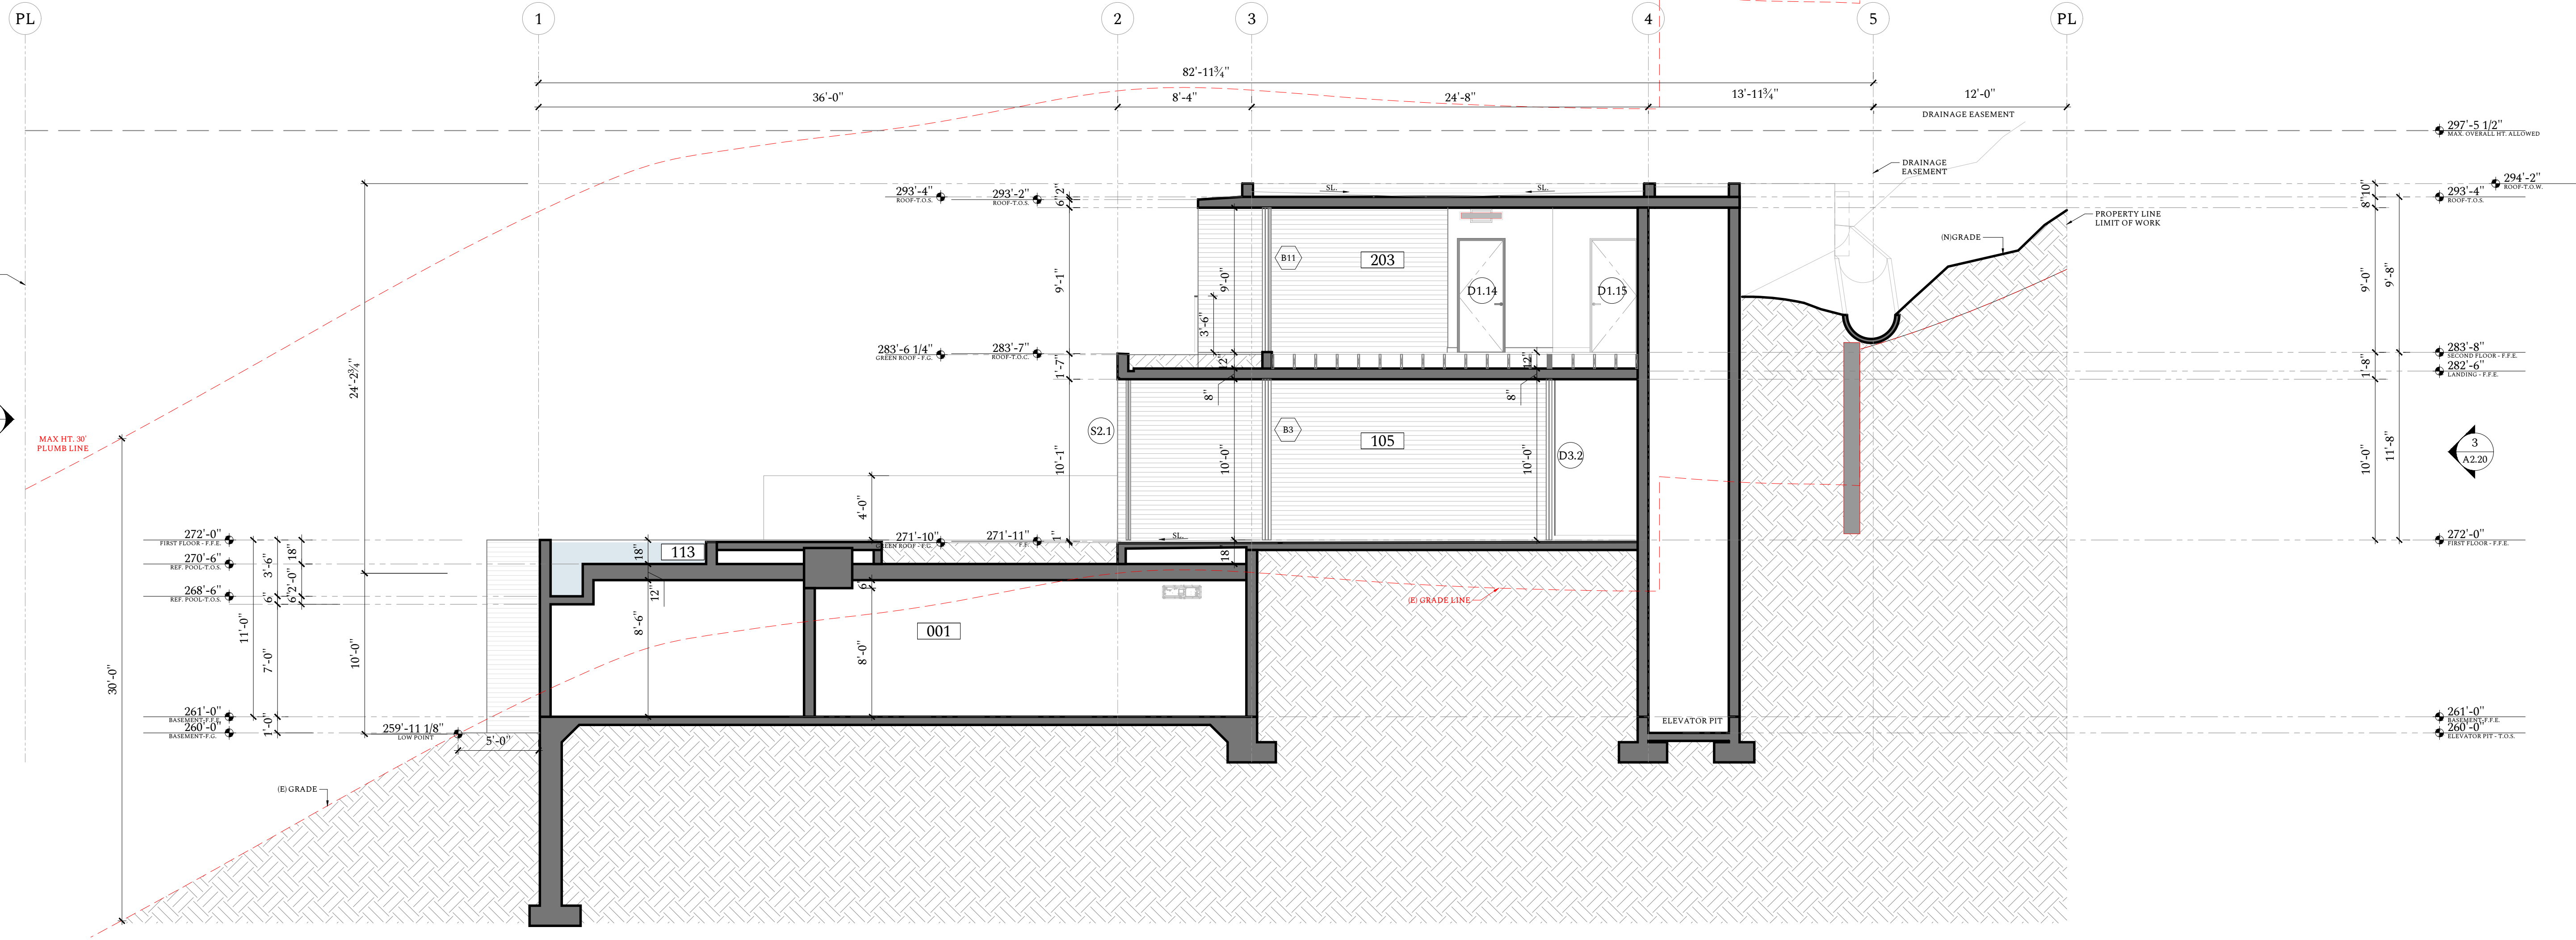 PL
1
2
3
4
5
PL
82'-11¾"
36'-0"
8'-4"
24'-8"
13'-11¾"
12'-0"
DRAINAGE EASEMENT
297'-5 1/2"
MAX. OVERALL HT. ALLOWED
DRAINAGE
EASEMENT
294'-2"
ROOF-T.O.W.
293'-4"
ROOF-T.O.S.
293'-4"
ROOF-T.O.S.
293'-2"
ROOF-T.O.S.
6"
2"
SL.
SL.
10"
8"
PROPERTY LINE
LIMIT OF WORK
(N)GRADE
B11
203
D1.14
D1.15
9'-1"
9'-0"
3'-6"
9'-0"
9'-8"
283'-6 1/4"
GREEN ROOF - F.G.
283'-7"
ROOF-T.O.C.
1'-7"
12"
12"
8"
8"
283'-8"
SECOND FLOOR - F.F.E.
282'-6"
LANDING - F.F.E.
1'-8"
24'-2¾"
MAX HT. 30'
PLUMB LINE
S2.1
B3
105
D3.2
10'-1"
10'-0"
10'-0"
10'-0"
11'-8"
3
A2.20
4'-0"
272'-0"
FIRST FLOOR - F.F.E.
270'-6"
REF. POOL-T.O.S.
268'-6"
REF. POOL-T.O.S.
3'-6"
18"
2'-0"
6"
6"
18"
113
271'-10"
GREEN ROOF - F.G.
271'-11"
F.F.
1"
SL.
18"
272'-0"
FIRST FLOOR - F.F.E.
12"
6"
(E) GRADE LINE
11'-0"
7'-0"
10'-0"
8'-6"
8'-0"
001
30'-0"
261'-0"
BASEMENT-F.F.E.
260'-0"
BASEMENT-F.G.
1'-0"
259'-11 1/8"
LOW POINT
5'-0"
ELEVATOR PIT
261'-0"
BASEMENT-F.F.E.
260'-0"
ELEVATOR PIT - T.O.S.
(E) GRADE